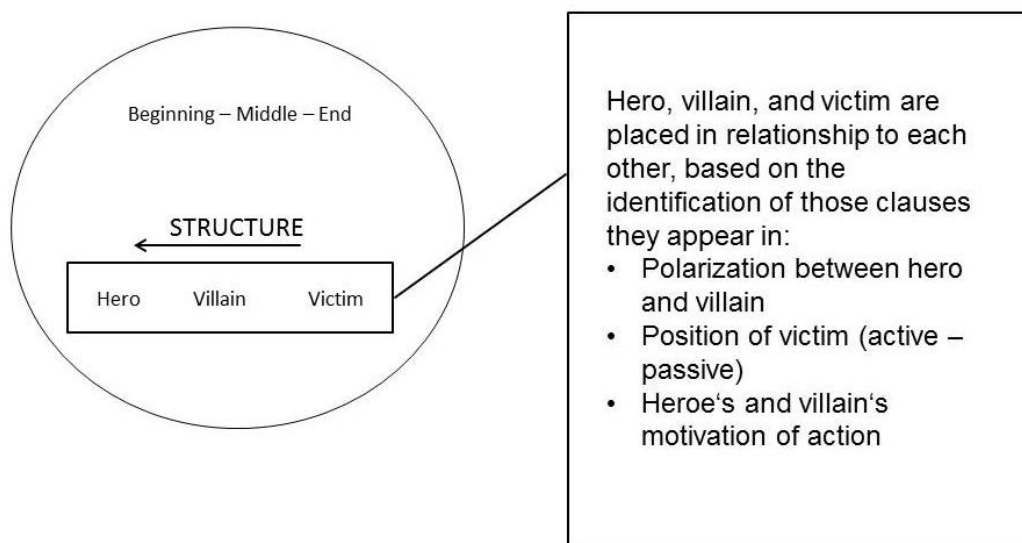 Beginning – Middle – End
STRUCTURE
Hero Villain Victim
Hero, villain, and victim are
placed in relationship to each
other, based on the
identification of those clauses
they appear in:
• Polarization between hero
and villain
• Position of victim (active –
passive)
• Heroe‘s and villain‘s
motivation of action